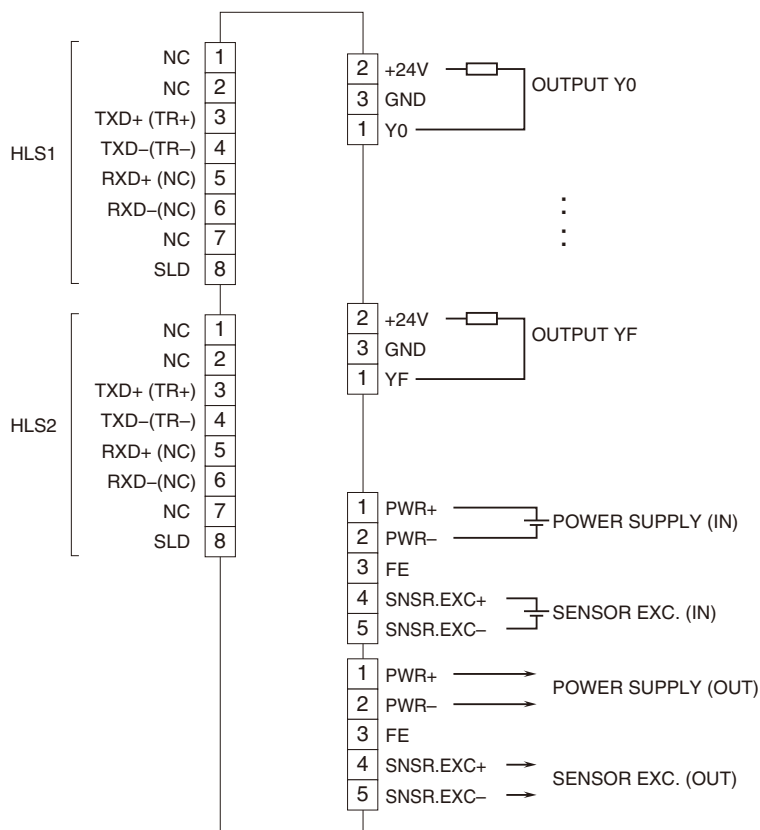 HLS1
NC 1
NC 2
TXD+ (TR+) 3
TXD–(TR–) 4
RXD+ (NC) 5
RXD–(NC) 6
NC 7
SLD 8
HLS2
NC 1
NC 2
TXD+ (TR+) 3
TXD–(TR–) 4
RXD+ (NC) 5
RXD–(NC) 6
NC 7
SLD 8
2 +24V
3 GND
1 Y0
OUTPUT Y0
2 +24V
3 GND
1 YF
OUTPUT YF
1 PWR+
2 PWR–
3 FE
4 SNSR.EXC+
5 SNSR.EXC–
POWER SUPPLY (IN)
SENSOR EXC. (IN)
1 PWR+
2 PWR–
3 FE
4 SNSR.EXC+
5 SNSR.EXC–
POWER SUPPLY (OUT)
SENSOR EXC. (OUT)